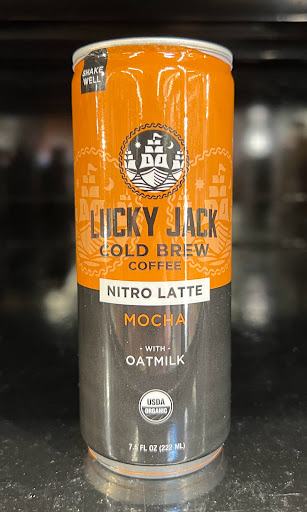 SHAKE
WELL
LUCKY JACK
COLD BREW
COFFEE
NITRO LATTE
MOCHA
- WITH -
OATMILK
USDA
ORGANIC
7.5 FL OZ (222 ML)